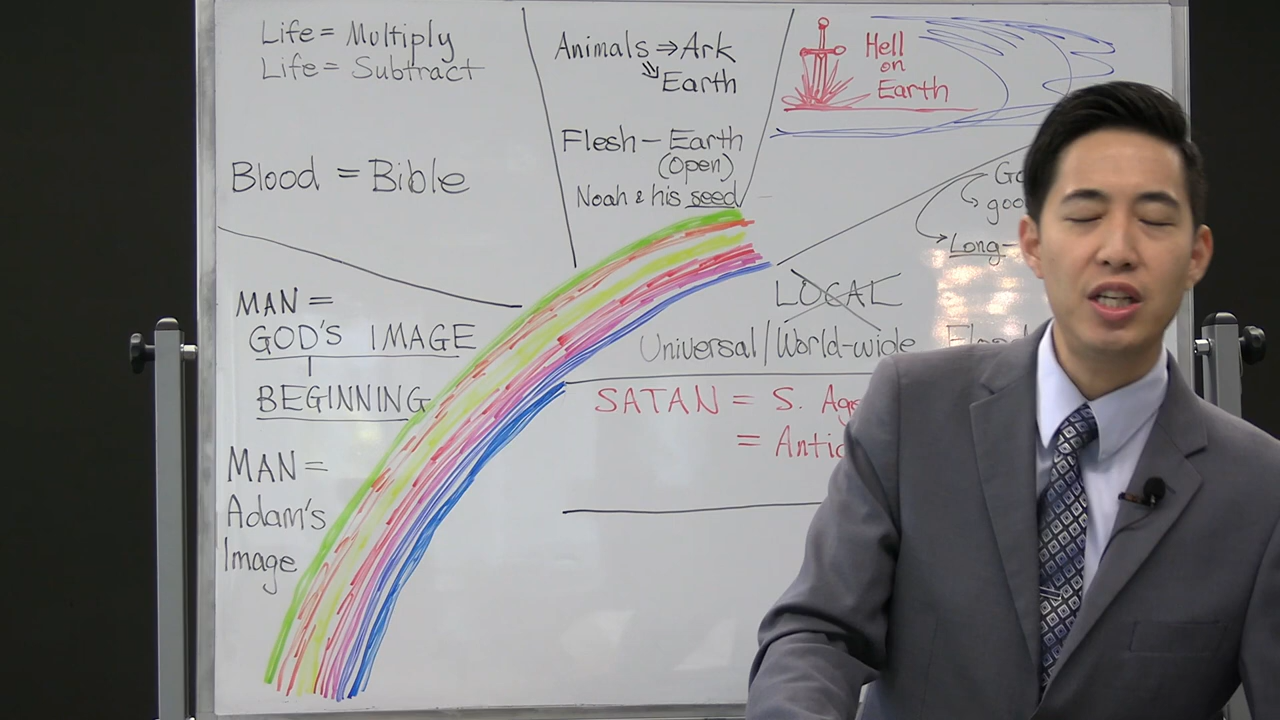 Life = Multiply
Life = Subtract
Blood = Bible
Animals ⇒ Ark
⇒ Earth
Flesh – Earth
(Open)
Noah & his seed
Hell
on
Earth
Long-
MAN =
GOD'S IMAGE
BEGINNING
MAN =
Adam's
Image
LOCAL
Universal/World-wide
SATAN = S.
=